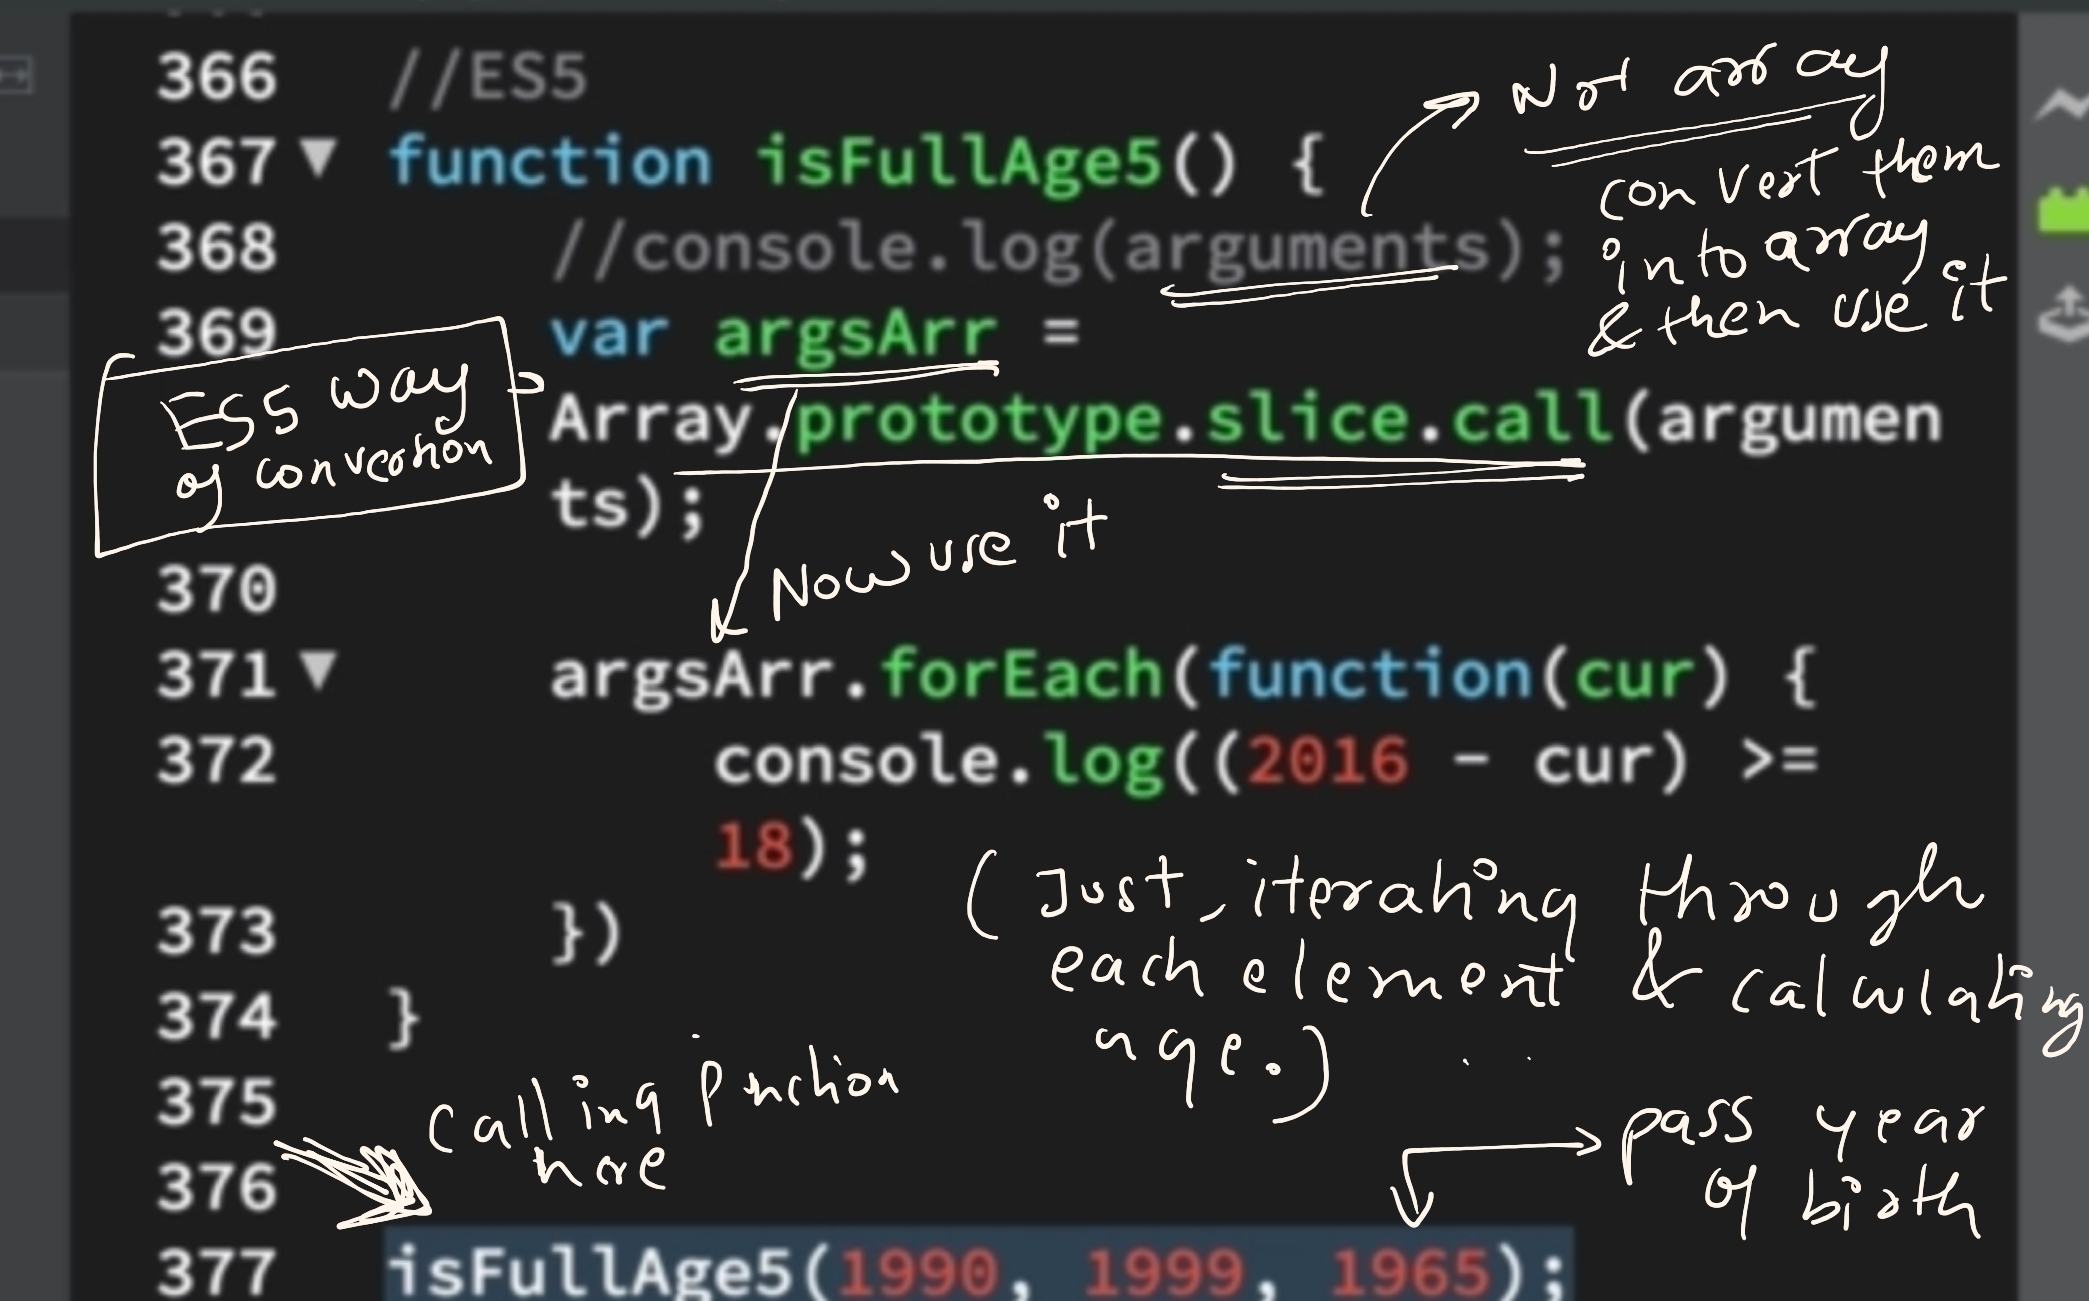 366 //ES5
Not array
367 ▼ function isFullAge5() {
convert them
368 //console.log(arguments);
into array
& then use it
369 var argsArr =
ES5 way
of convertion
Array.prototype.slice.call(argumen
ts);
Now use it
370
371 ▼ argsArr.forEach(function(cur) {
372 console.log((2016 - cur) >=
18);
(Just, iterating through
373 })
each element & calculating
374 }
age.)
375
Calling function
here
376
pass year
of birth
377 isFullAge5(1990, 1999, 1965);